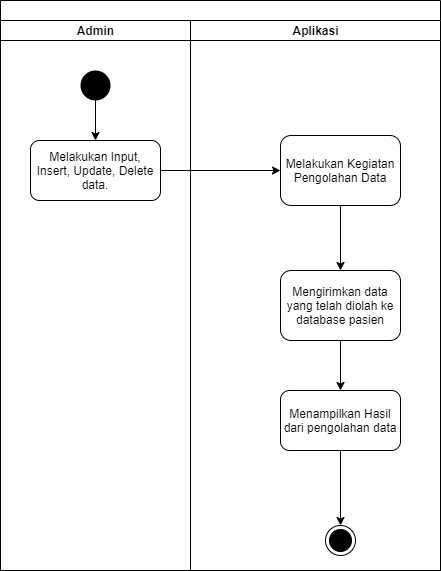 Admin
Aplikasi
Melakukan Input,
Insert, Update, Delete
data.
Melakukan Kegiatan
Pengolahan Data
Mengirimkan data
yang telah diolah ke
database pasien
Menampilkan Hasil
dari pengolahan data